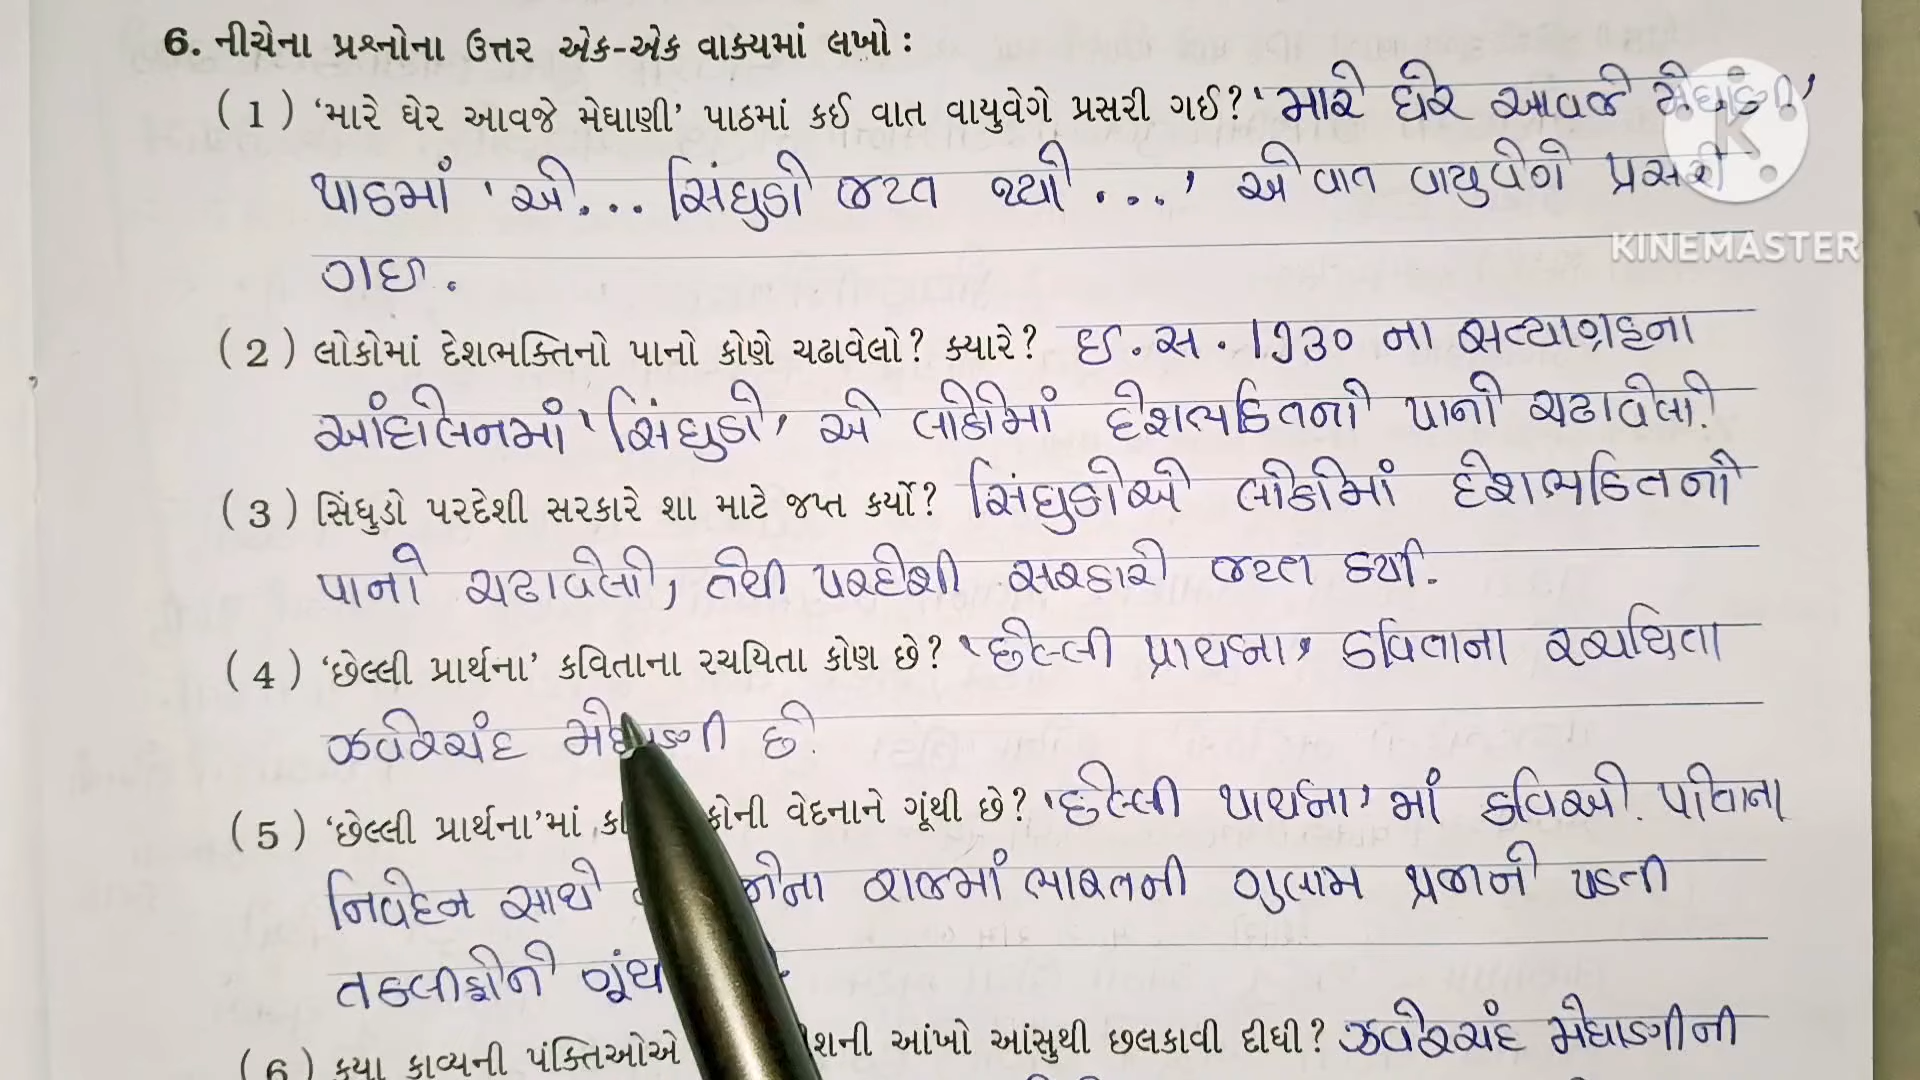 6. નીચેના પ્રશ્નોના ઉત્તર એક-એક વાક્યમાં લખો :
(1) ‘મારે ઘેર આવજે મેઘાણી’ પાઠમાં કઈ વાત વાયુવેગે પ્રસરી ગઈ? ‘મારે ઘેર આવજે મેઘાણી’
પાઠમાં ‘એ... સિંધુડો જપ્ત થ્યો...’ એ વાત વાયુવેગે પ્રસરી
KINEMASTER
ગઈ.
(2) લોકોમાં દેશભક્તિનો પાનો કોણે ચઢાવેલો? ક્યારે? ઈ.સ. 1930 ના સત્યાગ્રહના
આંદોલનમાં ‘સિંધુડો’ એ લોકોમાં દેશભક્તિનો પાનો ચઢાવેલો.
(3) સિંધુડો પરદેશી સરકારે શા માટે જપ્ત કર્યો? સિંધુડોએ લોકોમાં દેશભક્તિનો
પાનો ચઢાવેલો, તેથી પરદેશી સરકારે જપ્ત કર્યો.
(4) ‘છેલ્લી પ્રાર્થના’ કવિતાના રચયિતા કોણ છે? ‘છેલ્લી પ્રાર્થના’ કવિતાના રચયિતા
ઝવેરચંદ મેઘાણી છે.
(5) ‘છેલ્લી પ્રાર્થના’માં કોની વેદનાને ગૂંથી છે? ‘છેલ્લી પાર્થના’ માં કવિએ પોતાના
નિવેદન સાથે રાજમાં ભારતની ગુલામ પ્રજાને પડતી
તકલીફોને
(6) કયા કાવ્યની પંક્તિઓએ આંખો આંસુથી છલકાવી દીધી? ઝવેરચંદ મેઘાણીની